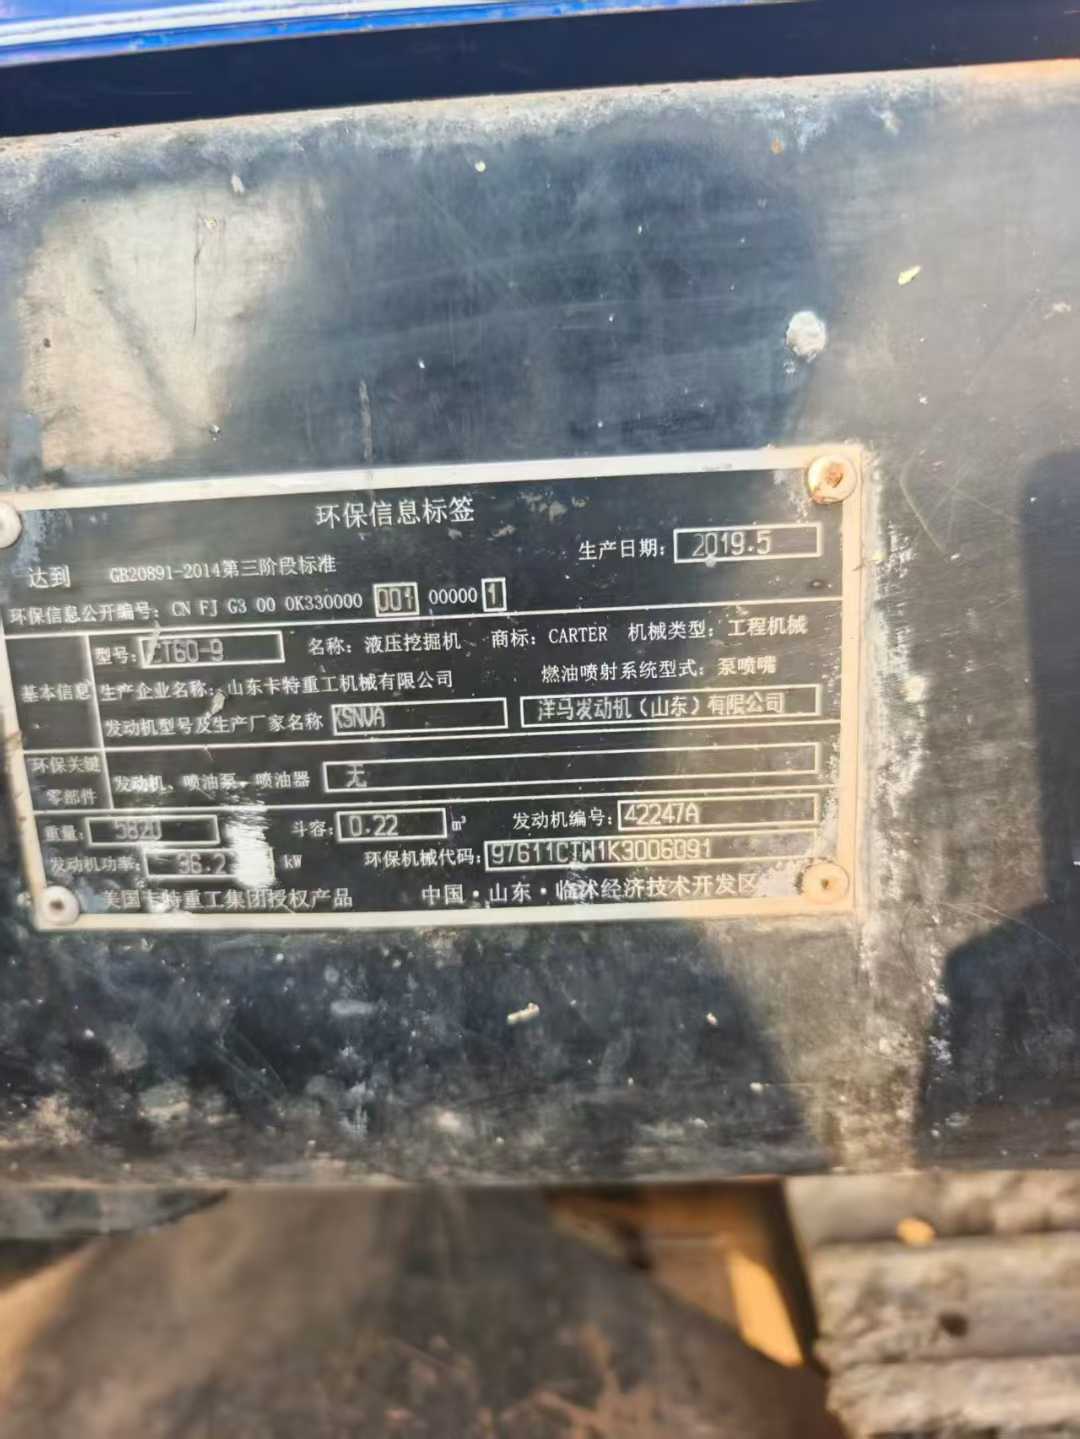 环保信息标签
达到 GB20891-2014第三阶段标准 生产日期: 2019.5
环保信息公开编号: CN FJ G3 00 0K330000 001 00000 1
型号: CT60-9 名称: 液压挖掘机 商标: CARTER 机械类型: 工程机械
基本信息 生产企业名称: 山东卡特重工机械有限公司 燃油喷射系统型式: 泵喷嘴
发动机型号及生产厂家名称 KSNVA 洋马发动机(山东)有限公司
环保关键零部件 发动机、喷油泵、喷油器 无
重量: 5820 斗容: 0.22 m³ 发动机编号: 42247A
发动机功率: 36.2 kW 环保机械代码: 97611CTW1K3006091
美国卡特重工集团授权产品 中国·山东·临沭经济技术开发区